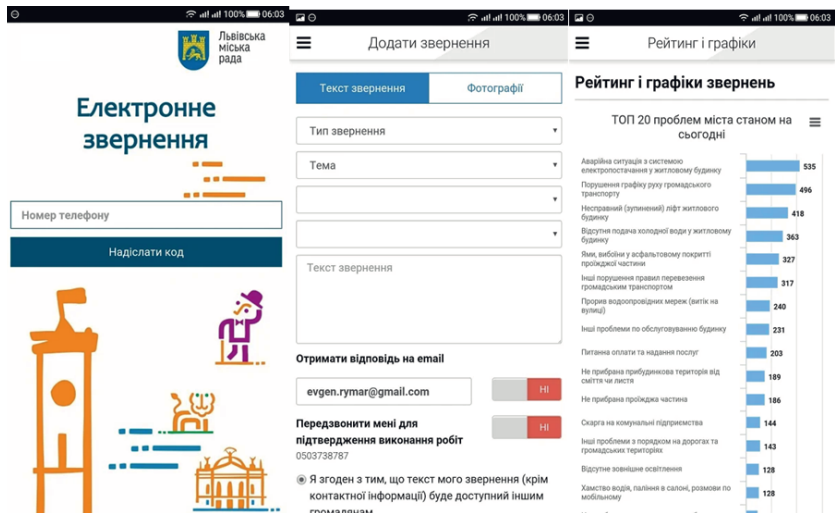 100% 06:03
Львівська
міська
рада
Електронне
звернення
Номер телефону
Надіслати код
100% 06:03
Додати звернення
Текст звернення
Фотографії
Тип звернення
Тема
Текст звернення
Отримати відповідь на email
evgen.rymar@gmail.com
НІ
Передзвонити мені для
підтвердження виконання робіт
НІ
0503738787
Я згоден з тим, що текст мого звернення (крім
контактної інформації) буде доступний іншим
громадянам
100% 06:03
Рейтинг і графіки
Рейтинг і графіки звернень
ТОП 20 проблем міста станом на
сьогодні
Аварійна ситуація з системою
електропостачання у житловому будинку
535
Порушення графіку руху громадського
транспорту
496
Несправний (зупинений) ліфт житлового
будинку
418
Відсутня подача холодної води у житловому
будинку
363
Ями, вибоїни у асфальтовому покритті
проїжджої частини
327
Інші порушення правил перевезення
громадським транспортом
317
Прорив водопровідних мереж (витік на
вулиці)
240
Інші проблеми по обслуговуванню будинку
231
Питання оплати та надання послуг
203
Не прибрана прибудинкова територія від
сміття чи листя
189
Не прибрана проїжджа частина
186
Скарга на комунальні підприємства
144
Інші проблеми з порядком на дорогах та
громадських територіях
143
Відсутнє зовнішнє освітлення
128
Хамство водія, паління в салоні, розмови по
мобільному
128